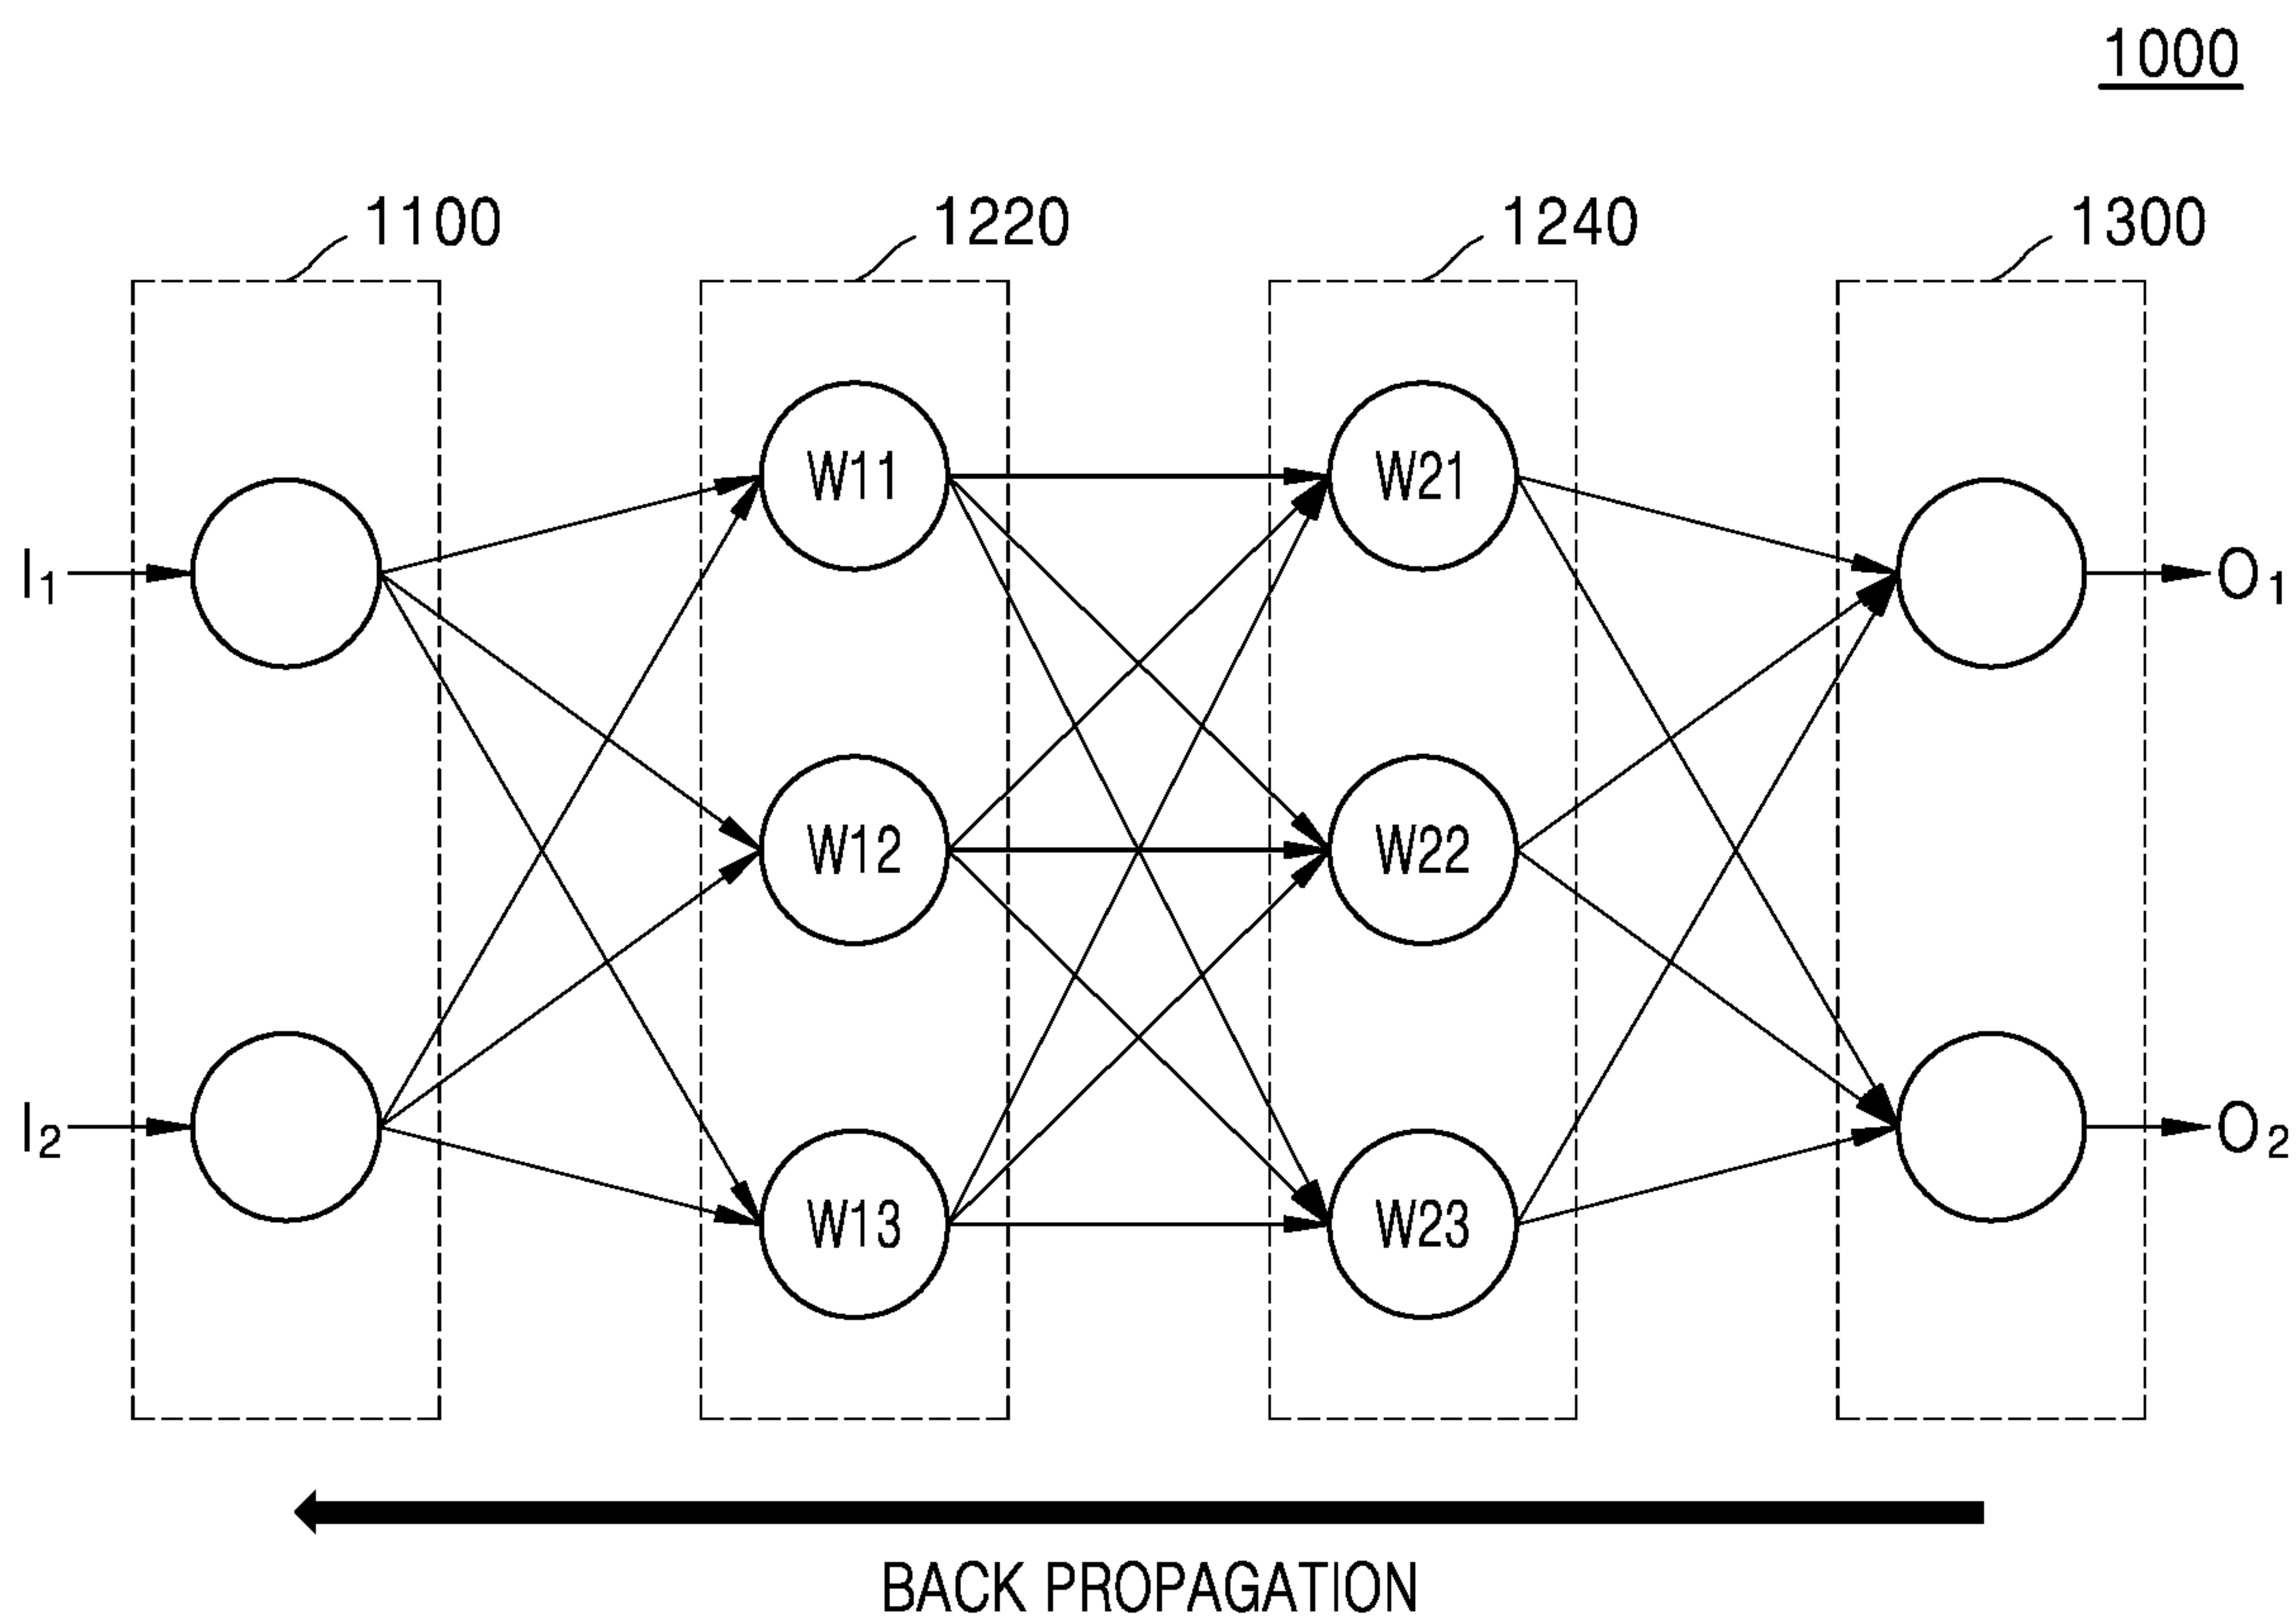 1000
1100
1220
1240
1300
W11
W21
I1
O1
W12
W22
I2
O2
W13
W23
BACK PROPAGATION